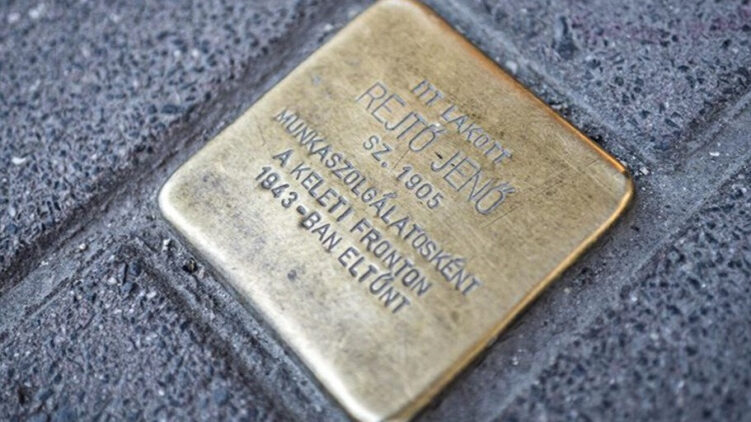 ITT LAKOTT
REJTŐ JENŐ
SZ. 1905
MUNKASZOLGÁLATOSKÉNT
A KELETI FRONTON
1943-BAN ELTŰNT